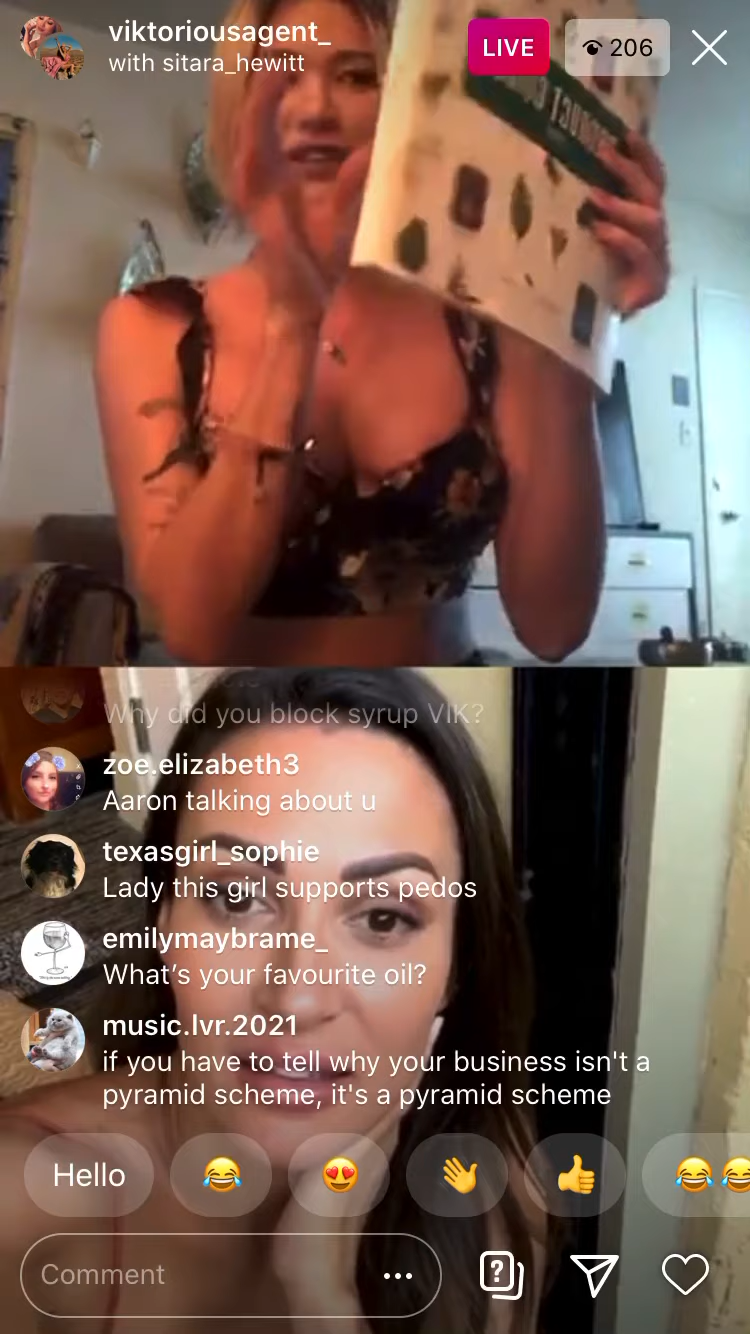 viktoriousagent_
with sitara_hewitt
LIVE
206
PRODUCT
Why did you block syrup VIK?
zoe.elizabeth3
Aaron talking about u
texasgirl_sophie
Lady this girl supports pedos
emilymaybrame_
What’s your favourite oil?
music.lvr.2021
if you have to tell why your business isn't a
pyramid scheme, it's a pyramid scheme
Hello
Comment